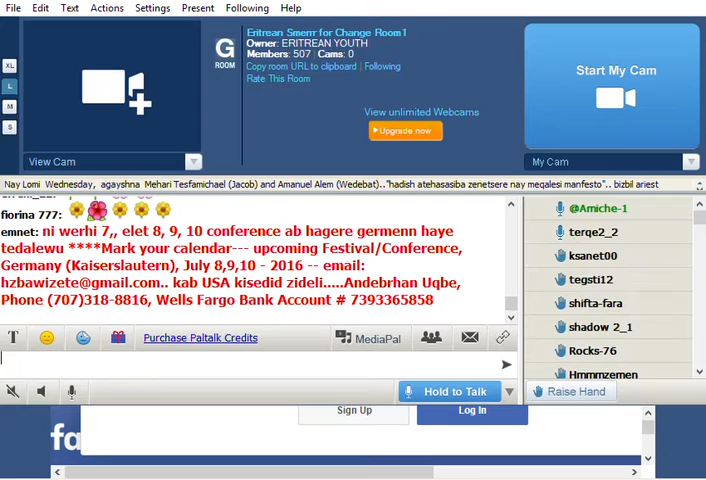 File Edit Text Actions Settings Present Following Help
XL
L
M
S
View Cam
G
ROOM
Eritrean Smerrr for Change Room1
Owner: ERITREAN YOUTH
Members: 507 | Cams: 0
Copy room URL to clipboard | Following
Rate This Room
View unlimited Webcams
Upgrade now
Start My Cam
My Cam
Nay Lomi Wednesday, agayshna Mehari Tesfamichael (Jacob) and Amanuel Alem (Wedebat).."hadish atehasasiba zenetsere nay meqalesi manfesto".. bizbil ariest
fiorina 777:
emnet: ni werhi 7,, elet 8, 9, 10 conference ab hagere germenn haye
tedalewu ****Mark your calendar--- upcoming Festival/Conference,
Germany (Kaiserslautern), July 8,9,10 - 2016 -- email:
hzbawizete@gmail.com.. kab USA kisedid zideli.....Andebrhan Uqbe,
Phone (707)318-8816, Wells Fargo Bank Account # 7393365858
T
Purchase Paltalk Credits
MediaPal
Hold to Talk
@Amiche-1
terqe2_2
ksanet00
tegsti12
shifta-fara
shadow 2_1
Rocks-76
Hmmmzemen
Raise Hand
fa
Sign Up
Log In